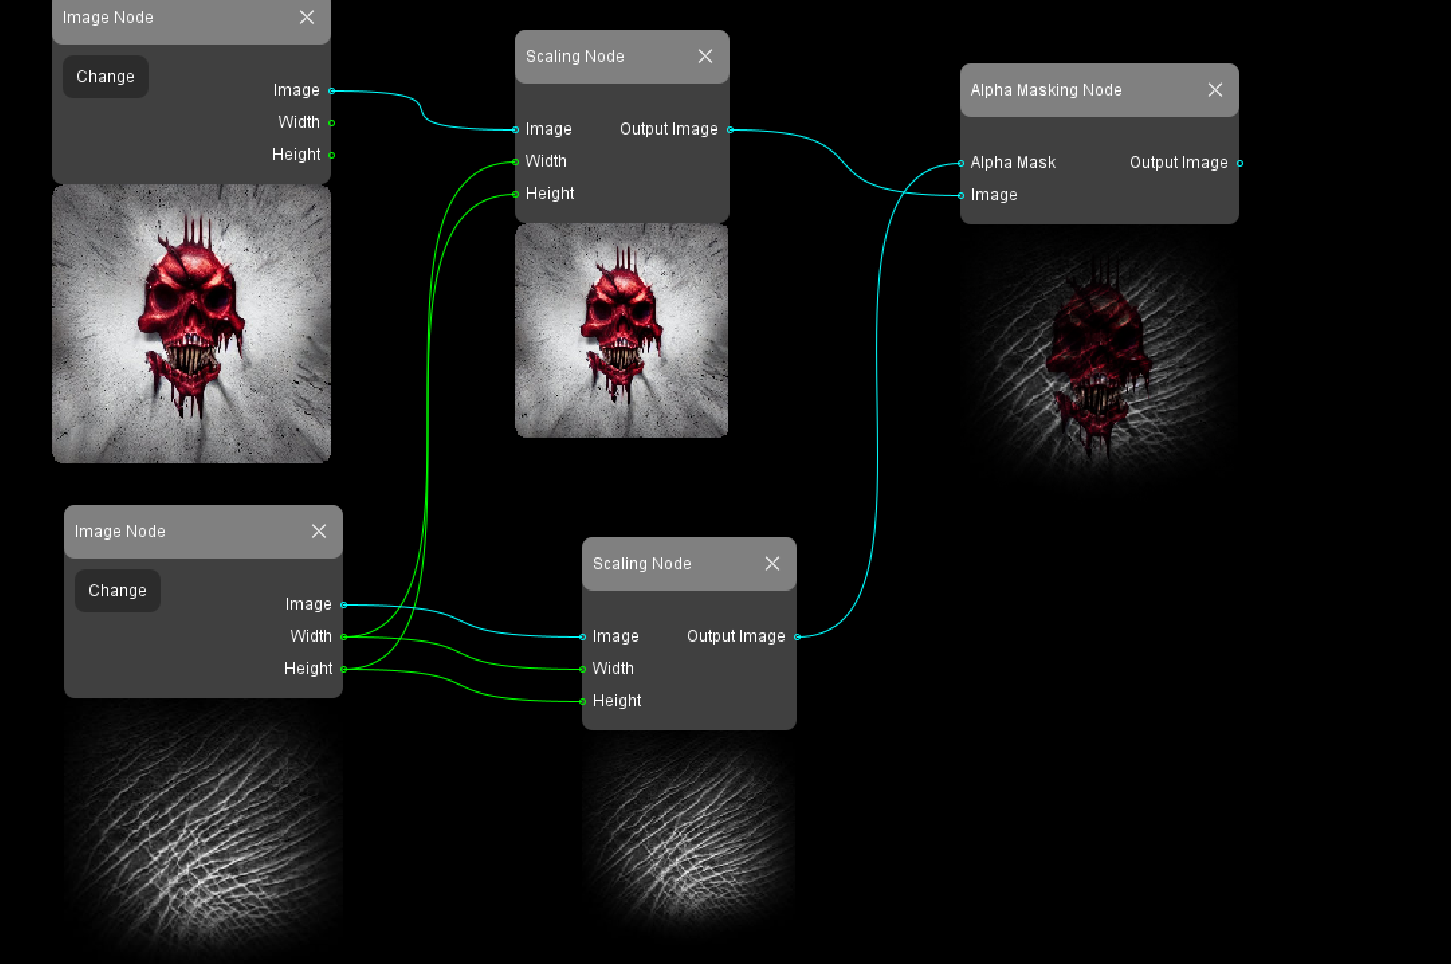 Image Node
Change
Image
Width
Height
Scaling Node
Image Output Image
Width
Height
Alpha Masking Node
Alpha Mask Output Image
Image
Image Node
Change
Image
Width
Height
Scaling Node
Image Output Image
Width
Height